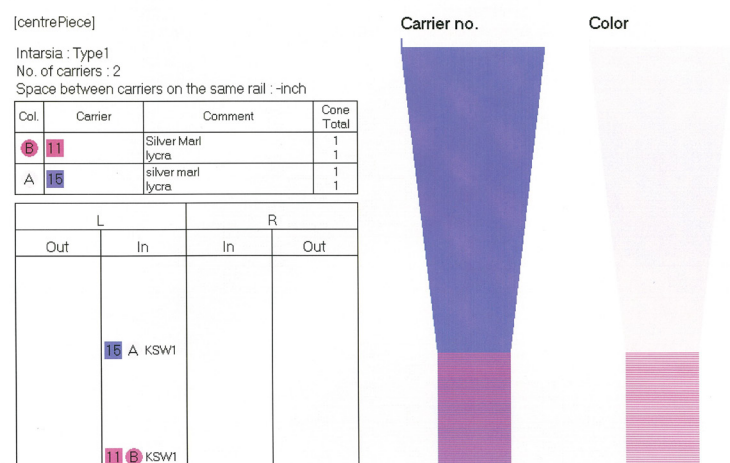 [centrePiece]
Carrier no.
Color
Intarsia : Type1
No. of carriers : 2
Space between carriers on the same rail : -inch
Col. Carrier Comment Cone Total
B 11 Silver Marl 1
lycra 1
A 15 silver marl 1
lycra 1
L R
Out In In Out
15 A KSW1
11 B KSW1